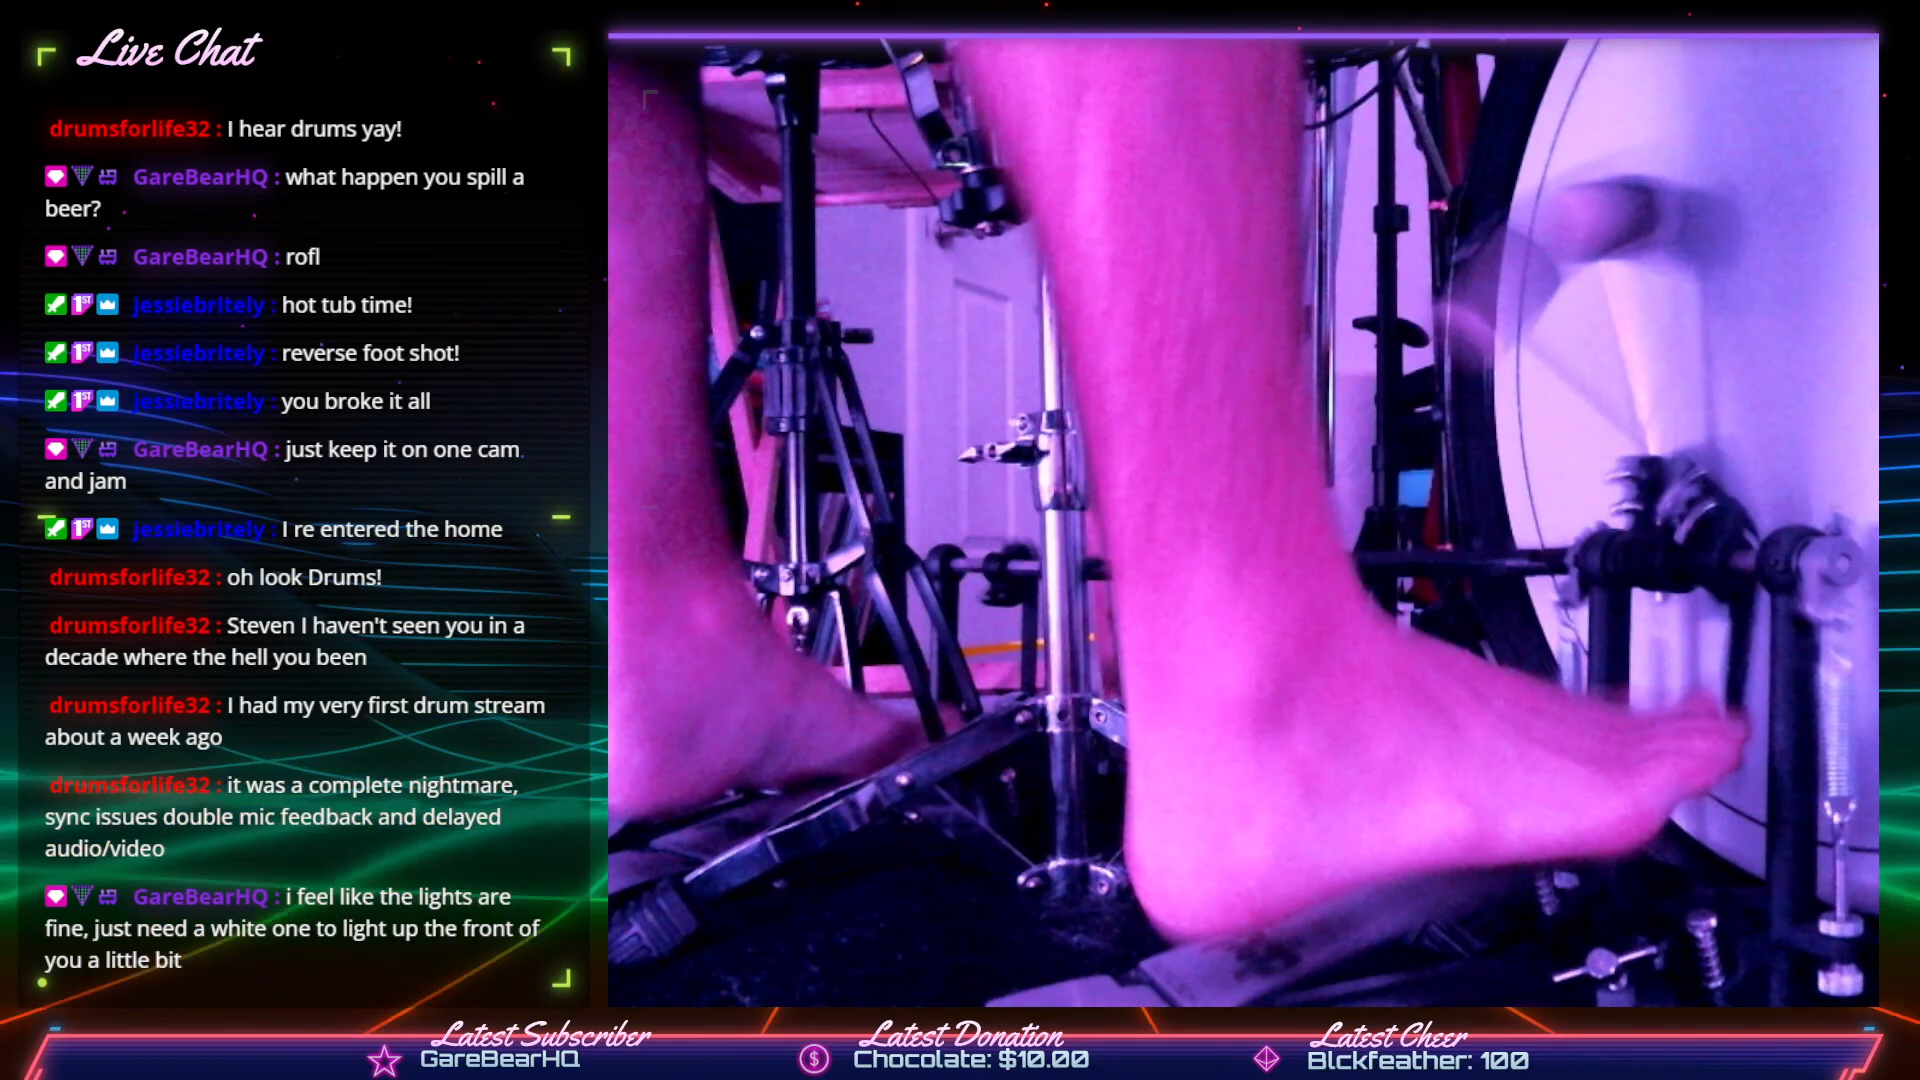 Live Chat
drumsforlife32 : I hear drums yay!
GareBearHQ : what happen you spill a
beer?
GareBearHQ : rofl
1ST jessiebritely : hot tub time!
1ST jessiebritely : reverse foot shot!
1ST jessiebritely : you broke it all
GareBearHQ : just keep it on one cam
and jam
1ST jessiebritely : I re entered the home
drumsforlife32 : oh look Drums!
drumsforlife32 : Steven I haven't seen you in a
decade where the hell you been
drumsforlife32 : I had my very first drum stream
about a week ago
drumsforlife32 : it was a complete nightmare,
sync issues double mic feedback and delayed
audio/video
GareBearHQ : i feel like the lights are
fine, just need a white one to light up the front of
you a little bit
Latest Subscriber
GareBearHQ
Latest Donation
$ Chocolate: $10.00
Latest Cheer
Blckfeather: 100